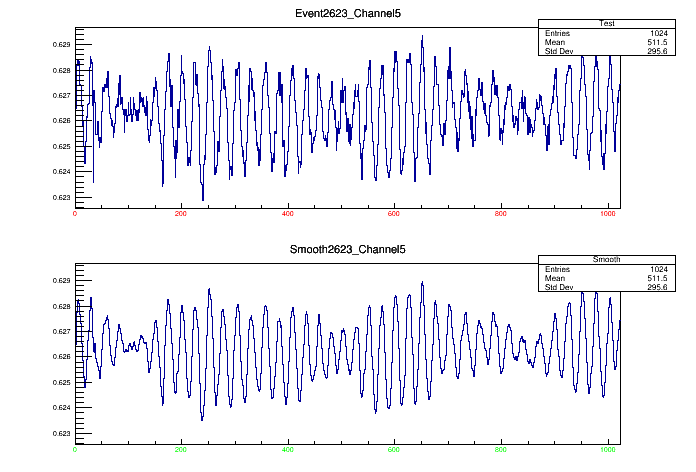 Event2623_Channel5
Test
Entries 1024
Mean 511.5
Std Dev 295.6
0.629
0.628
0.627
0.626
0.625
0.624
0.623
0 200 400 600 800 1000
Smooth2623_Channel5
Smooth
Entries 1024
Mean 511.5
Std Dev 295.6
0.629
0.628
0.627
0.626
0.625
0.624
0.623
0 200 400 600 800 1000